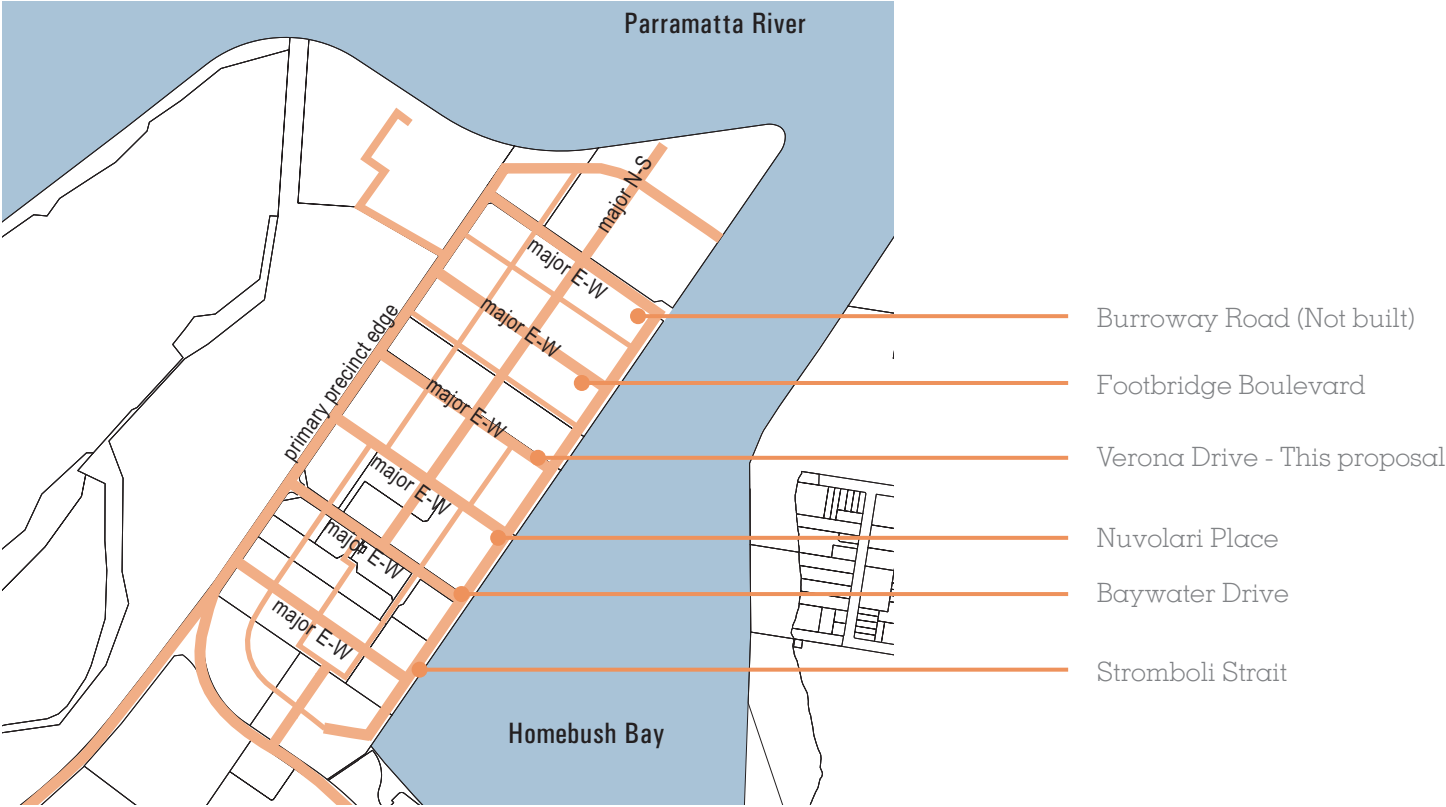 Parramatta River
major N-S
major E-W
major E-W
primary precinct edge
major E-W
major E-W
major E-W
major E-W
Homebush Bay
Burroway Road (Not built)
Footbridge Boulevard
Verona Drive - This proposal
Nuvolari Place
Baywater Drive
Stromboli Strait